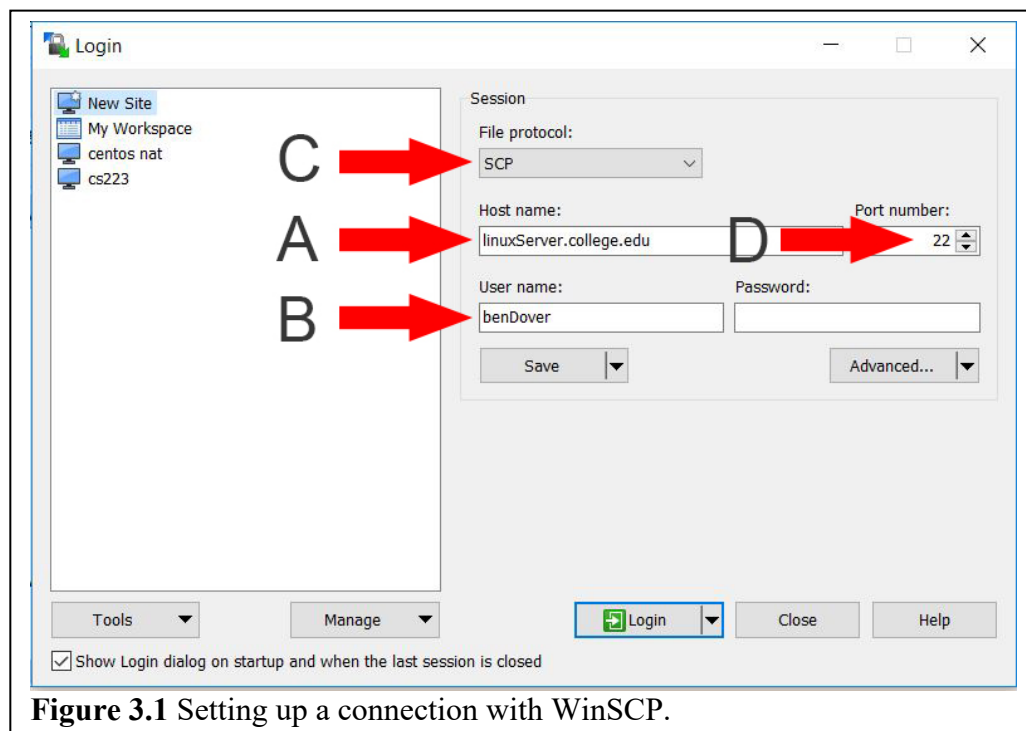 Login
New Site
My Workspace
centos nat
cs223
Session
File protocol:
C
SCP
Host name:
Port number:
A
linuxServer.college.edu
D
22
User name:
Password:
B
benDover
Save
Advanced...
Tools
Manage
Login
Close
Help
Show Login dialog on startup and when the last session is closed
Figure 3.1 Setting up a connection with WinSCP.